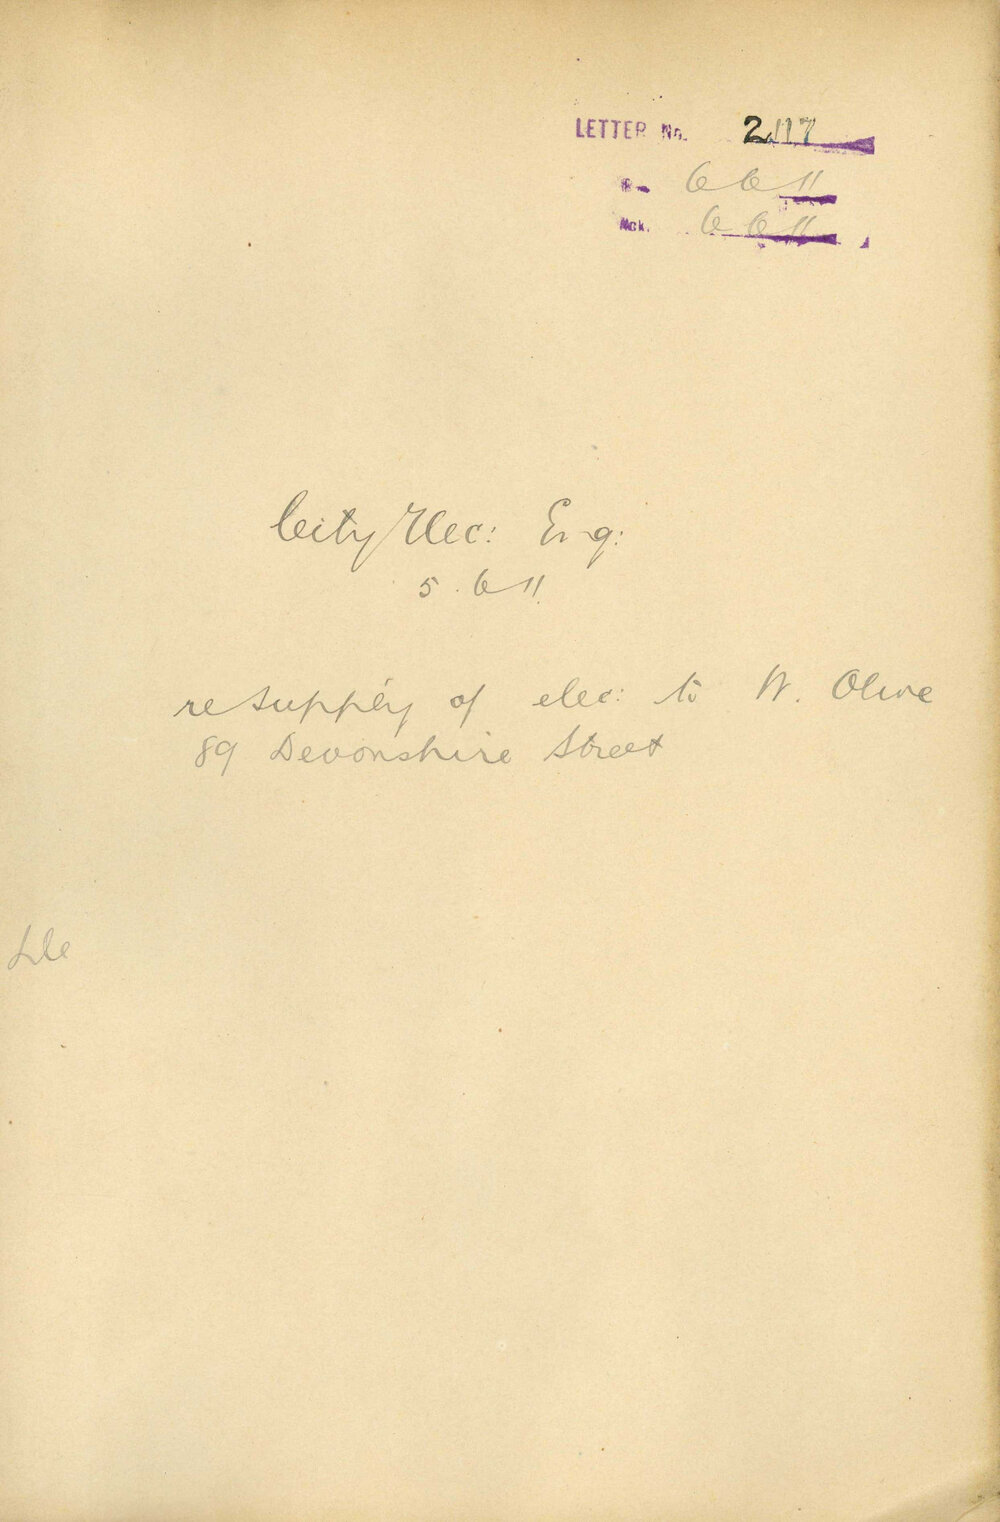 LETTER No. 2117
R 6 6 11
Ack. 6 6 11
City Elec: Eng:
5.6 11.
re supply of elec: to W. Olive
89 Devonshire Street